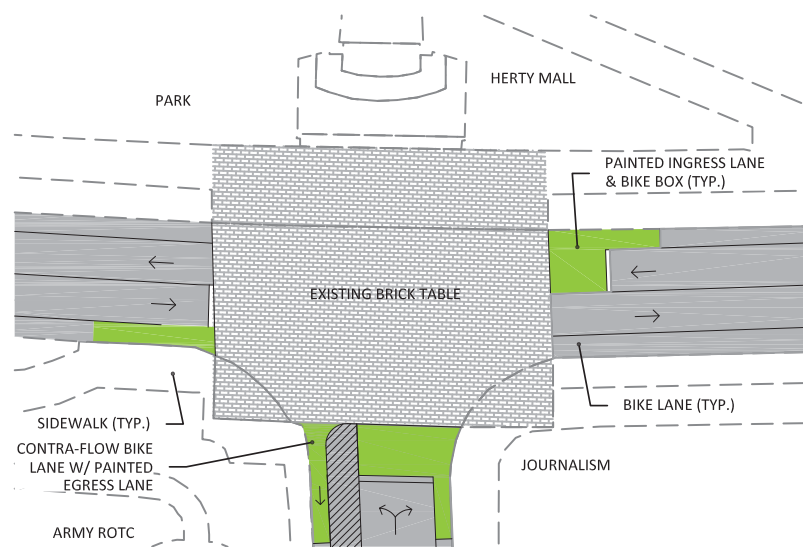 HERTY MALL
PARK
PAINTED INGRESS LANE
& BIKE BOX (TYP.)
EXISTING BRICK TABLE
BIKE LANE (TYP.)
SIDEWALK (TYP.)
CONTRA-FLOW BIKE
LANE W/ PAINTED
EGRESS LANE
JOURNALISM
ARMY ROTC